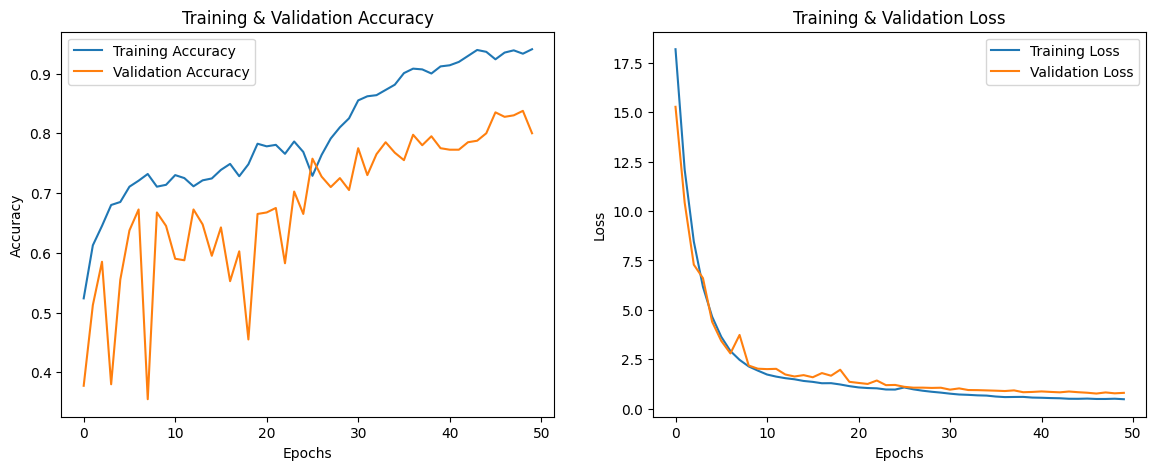 Training & Validation Accuracy
Training Accuracy
Validation Accuracy
Accuracy
0.9
0.8
0.7
0.6
0.5
0.4
0 10 20 30 40 50
Epochs
Training & Validation Loss
Training Loss
Validation Loss
Loss
17.5
15.0
12.5
10.0
7.5
5.0
2.5
0.0
0 10 20 30 40 50
Epochs